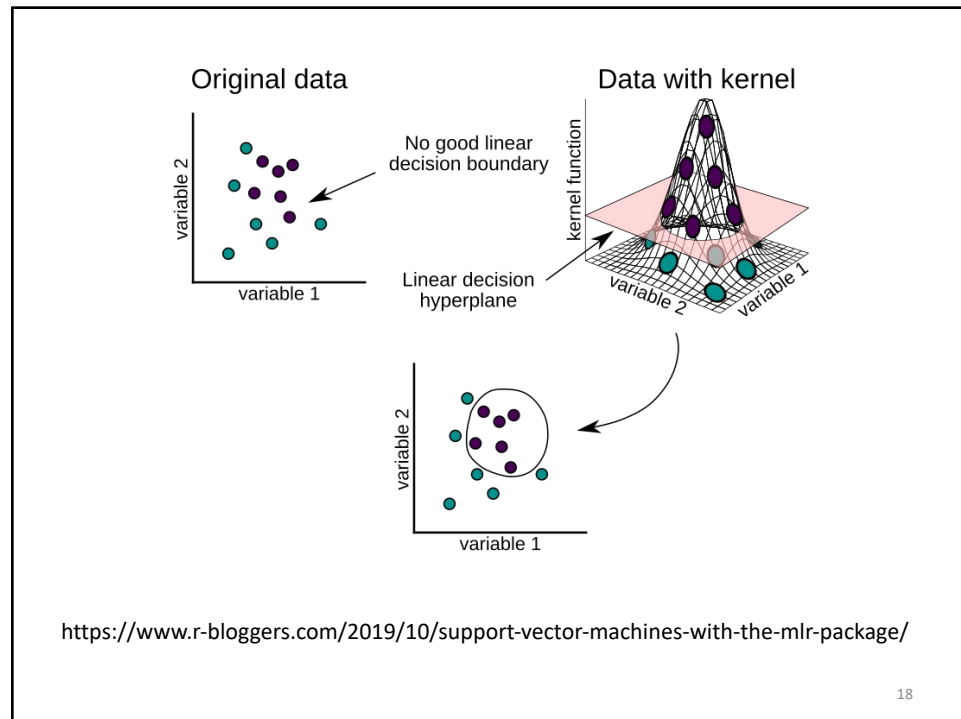 Original data
variable 2
variable 1
No good linear
decision boundary
Data with kernel
kernel function
variable 2
variable 1
Linear decision
hyperplane
variable 2
variable 1
https://www.r-bloggers.com/2019/10/support-vector-machines-with-the-mlr-package/
18